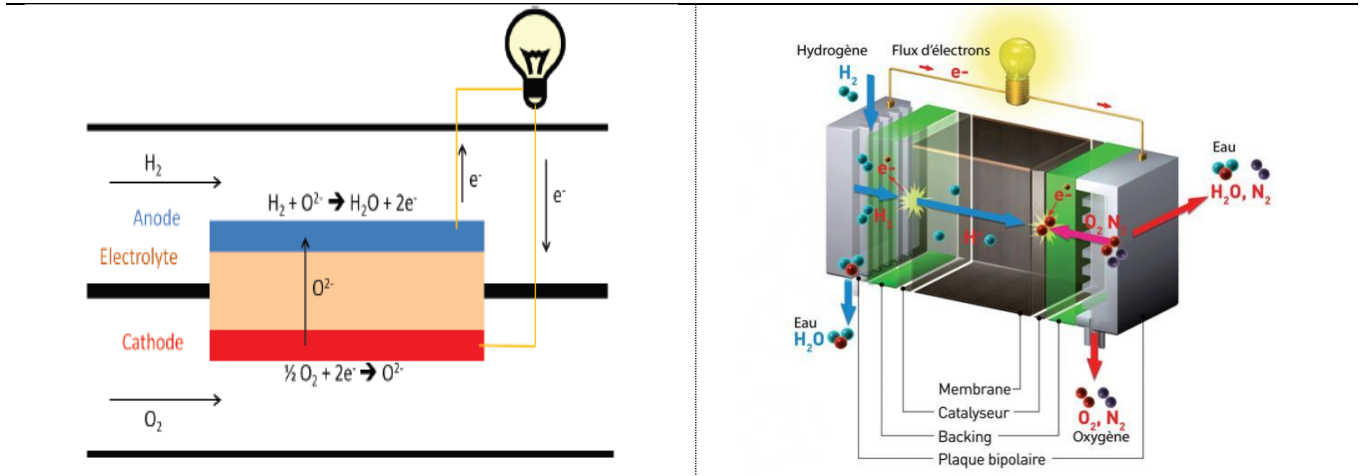 H₂
Anode
H₂ + O²⁻ ➔ H₂O + 2e⁻
e⁻
e⁻
Electrolyte
O²⁻
Cathode
½ O₂ + 2e⁻ ➔ O²⁻
O₂
Hydrogène
H₂
Flux d'électrons
e-
e-
H₂
H⁺
e-
O₂ N₂
Eau
H₂O, N₂
Eau
H₂O
Membrane
Catalyseur
Backing
Plaque bipolaire
O₂, N₂
Oxygène